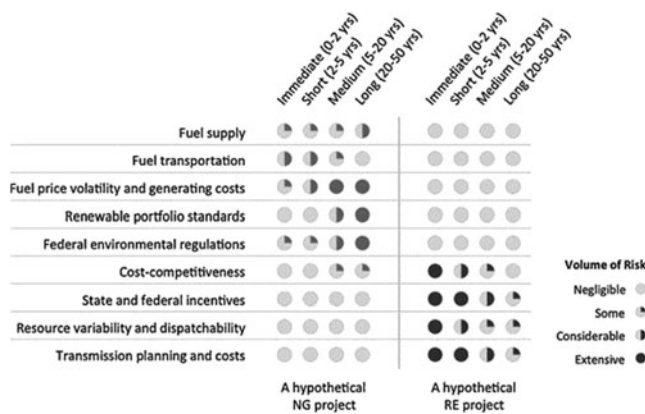 Immediate (0-2 yrs)
Short (2-5 yrs)
Medium (5-20 yrs)
Long (20-50 yrs)
Immediate (0-2 yrs)
Short (2-5 yrs)
Medium (5-20 yrs)
Long (20-50 yrs)
Fuel supply
Fuel transportation
Fuel price volatility and generating costs
Renewable portfolio standards
Federal environmental regulations
Cost-competitiveness
State and federal incentives
Resource variability and dispatchability
Transmission planning and costs
A hypothetical
NG project
A hypothetical
RE project
Volume of Risk
Negligible
Some
Considerable
Extensive